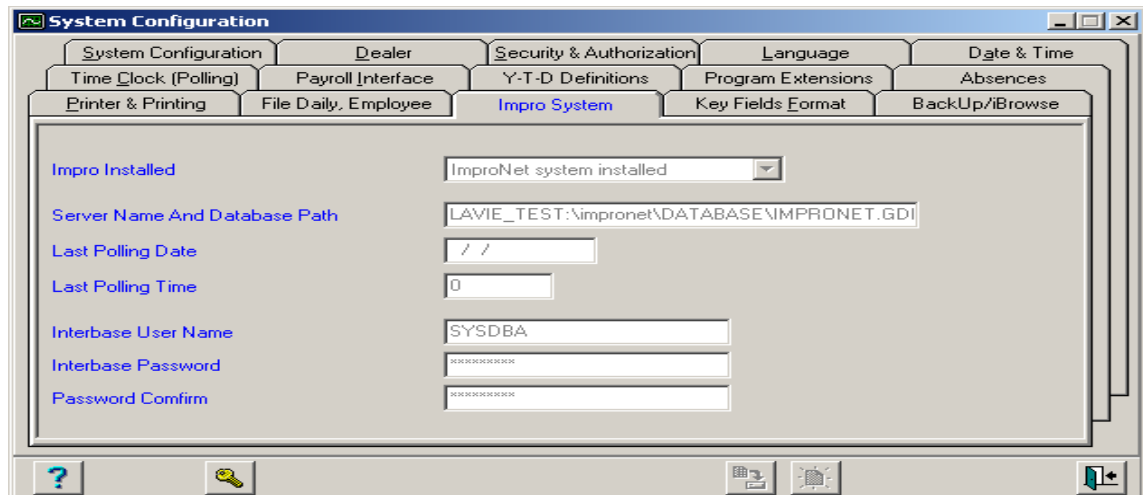 System Configuration
System Configuration Dealer Security & Authorization Language Date & Time
Time Clock (Polling) Payroll Interface Y-T-D Definitions Program Extensions Absences
Printer & Printing File Daily, Employee Impro System Key Fields Format BackUp/iBrowse
Impro Installed ImproNet system installed
Server Name And Database Path LAVIE_TEST:\impronet\DATABASE\IMPRONET.GDI
Last Polling Date / /
Last Polling Time 0
Interbase User Name SYSDBA
Interbase Password *********
Password Comfirm *********
?